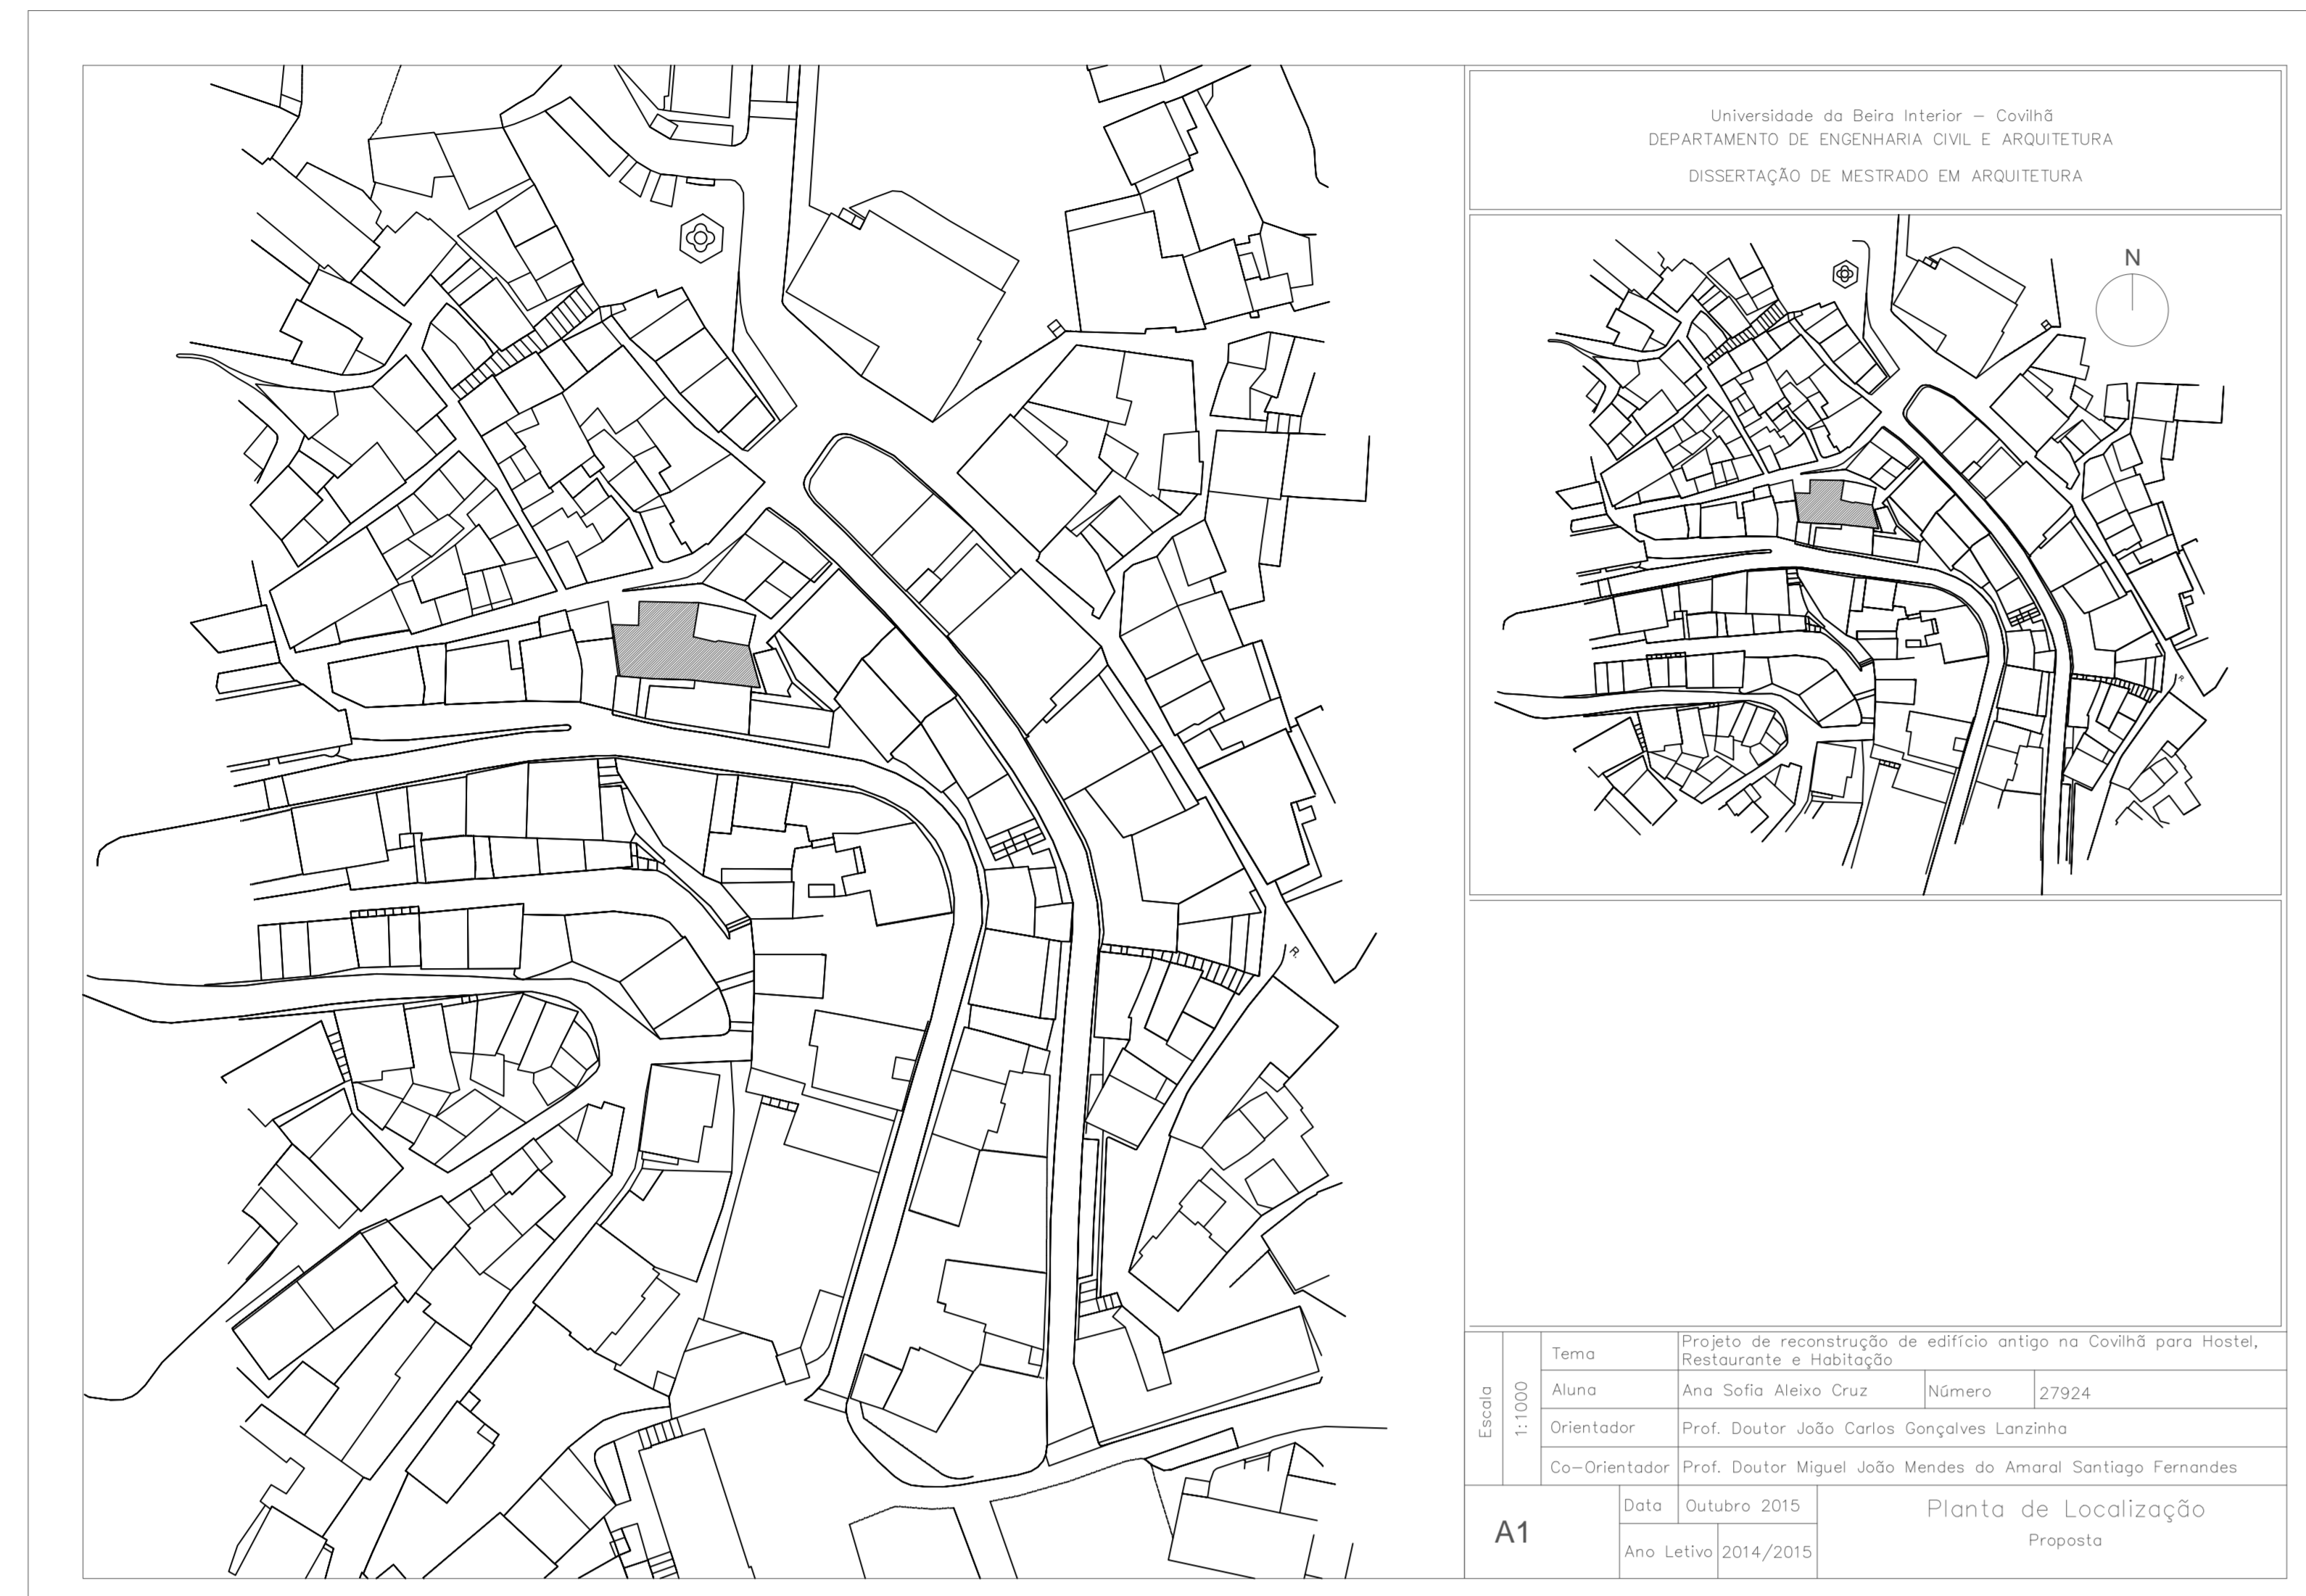 Universidade da Beira Interior – Covilhã
DEPARTAMENTO DE ENGENHARIA CIVIL E ARQUITETURA
DISSERTAÇÃO DE MESTRADO EM ARQUITETURA
N
R.
R.
Escala
1:1000
Tema
Projeto de reconstrução de edifício antigo na Covilhã para Hostel,
Restaurante e Habitação
Aluna
Ana Sofia Aleixo Cruz
Número
27924
Orientador
Prof. Doutor João Carlos Gonçalves Lanzinha
Co-Orientador
Prof. Doutor Miguel João Mendes do Amaral Santiago Fernandes
A1
Data
Outubro 2015
Ano Letivo
2014/2015
Planta de Localização
Proposta